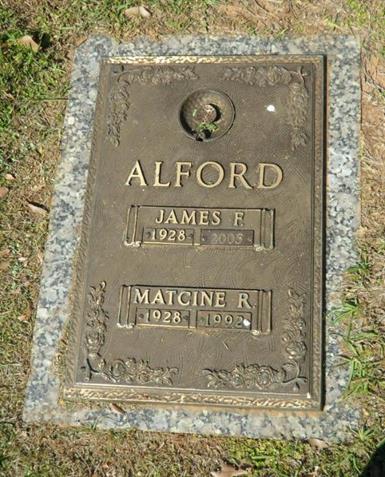 ALFORD
JAMES F.
1928 2005
MATCINE R.
1928 1992